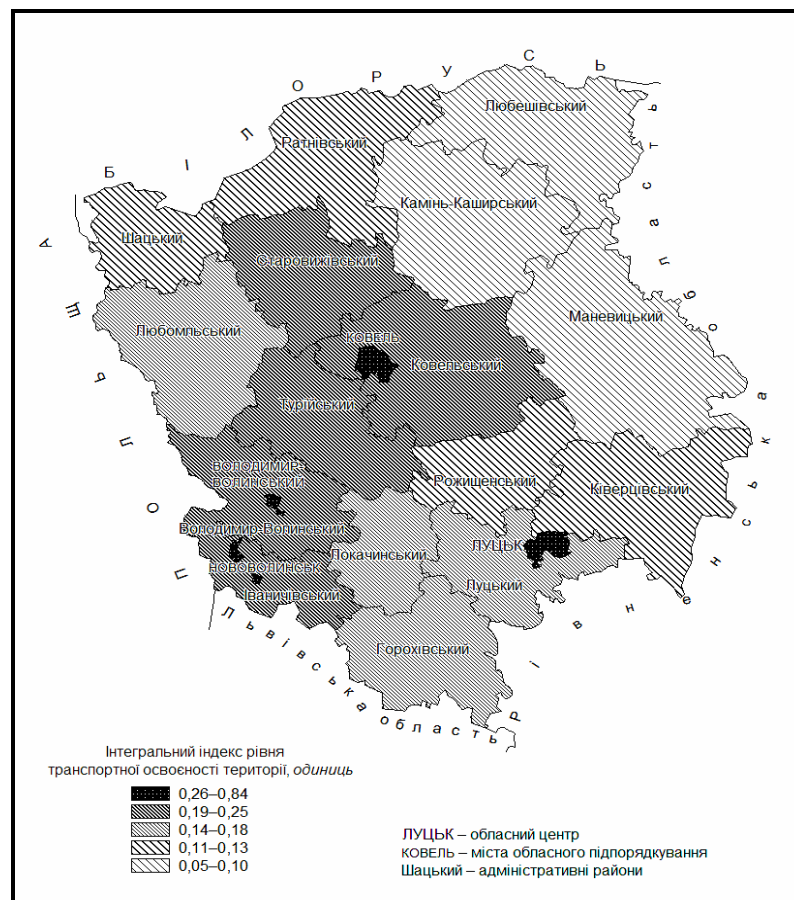 БІЛОРУСЬ
Любешівський
Ратнівський
Камінь-Каширський
Шацький
Старовижівський
Маневицький
Любомльський
КОВЕЛЬ
Ковельський
Турійський
ВОЛОДИМИР-
ВОЛИНСЬКИЙ
Рожищенський
Ківерцівський
Володимир-Волинський
Локачинський
ЛУЦЬК
НОВОВОЛИНСЬК
Іваничівський
Луцький
Горохівський
ПОЛЬЩА
Львівська область
Рівненська область
Інтегральний індекс рівня
транспортної освоєності території, одиниць
0,26–0,84
0,19–0,25
0,14–0,18
0,11–0,13
0,05–0,10
ЛУЦЬК – обласний центр
КОВЕЛЬ – міста обласного підпорядкування
Шацький – адміністративні райони